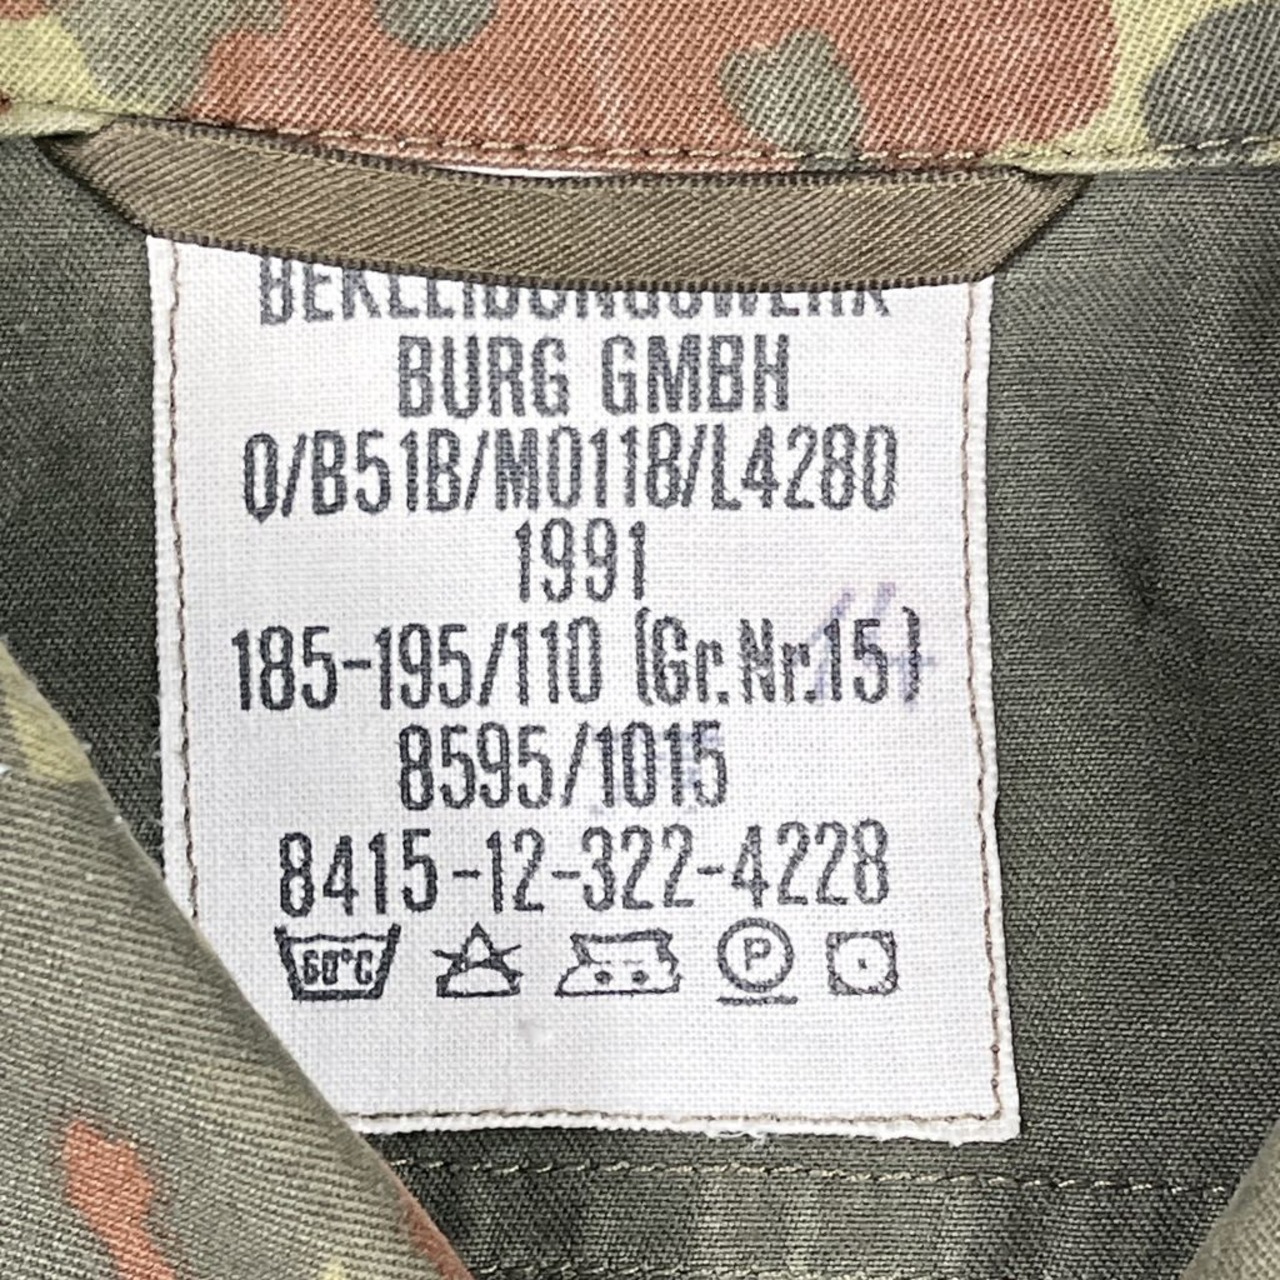 BEKLEIDUNGSWERK
BURG GMBH
0/B51B/M0118/L4280
1991
185-195/110 (Gr.Nr.15)
8595/1015
8415-12-322-4228
60°C P